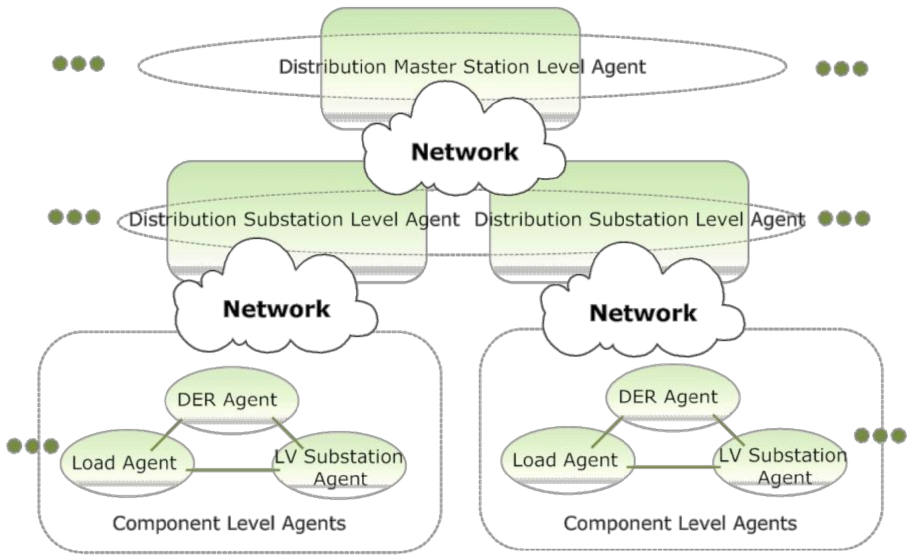 Distribution Master Station Level Agent
Network
Distribution Substation Level Agent
Distribution Substation Level Agent
Network
Network
DER Agent
Load Agent
LV Substation
Agent
Component Level Agents
DER Agent
Load Agent
LV Substation
Agent
Component Level Agents